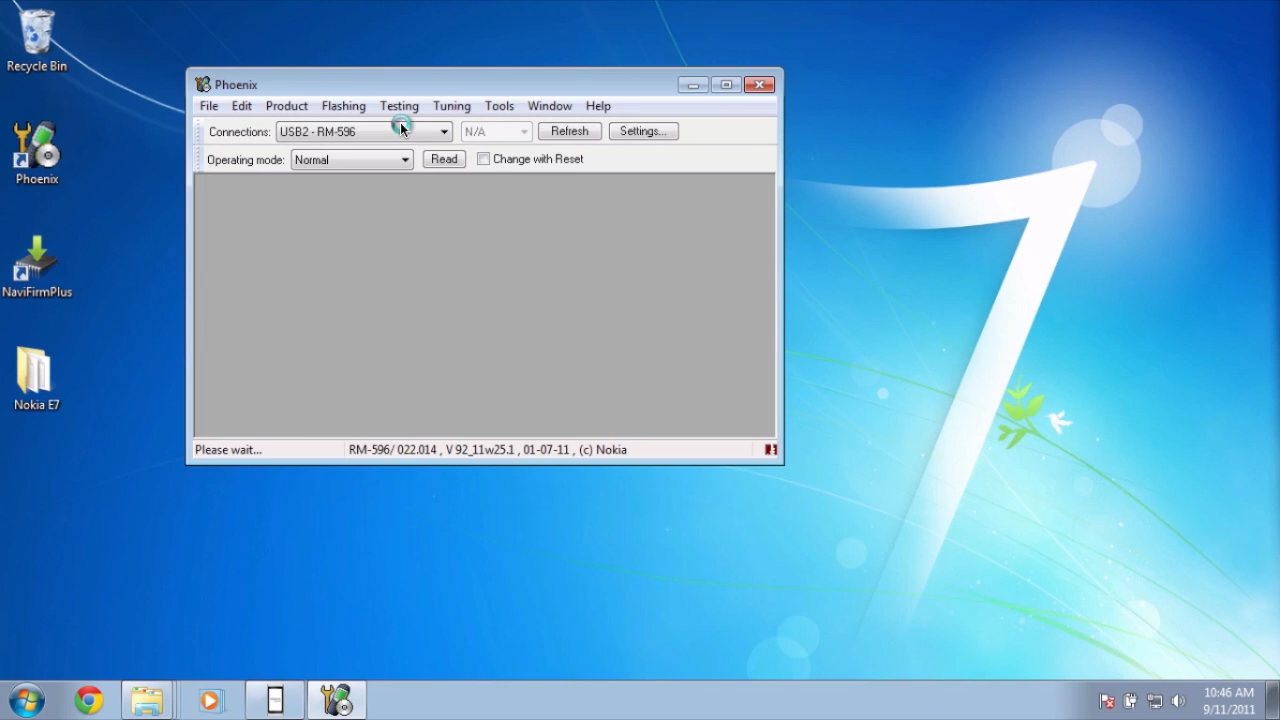 Recycle Bin
Phoenix
NaviFirmPlus
Nokia E7
Phoenix
File Edit Product Flashing Testing Tuning Tools Window Help
Connections: USB2 - RM-596 N/A Refresh Settings...
Operating mode: Normal Read Change with Reset
Please wait... RM-596/ 022.014 , V 92_11w25.1 , 01-07-11 , (c) Nokia
10:46 AM
9/11/2011